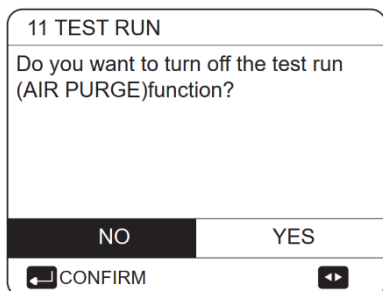 11 TEST RUN
Do you want to turn off the test run
(AIR PURGE)function?
NO YES
CONFIRM